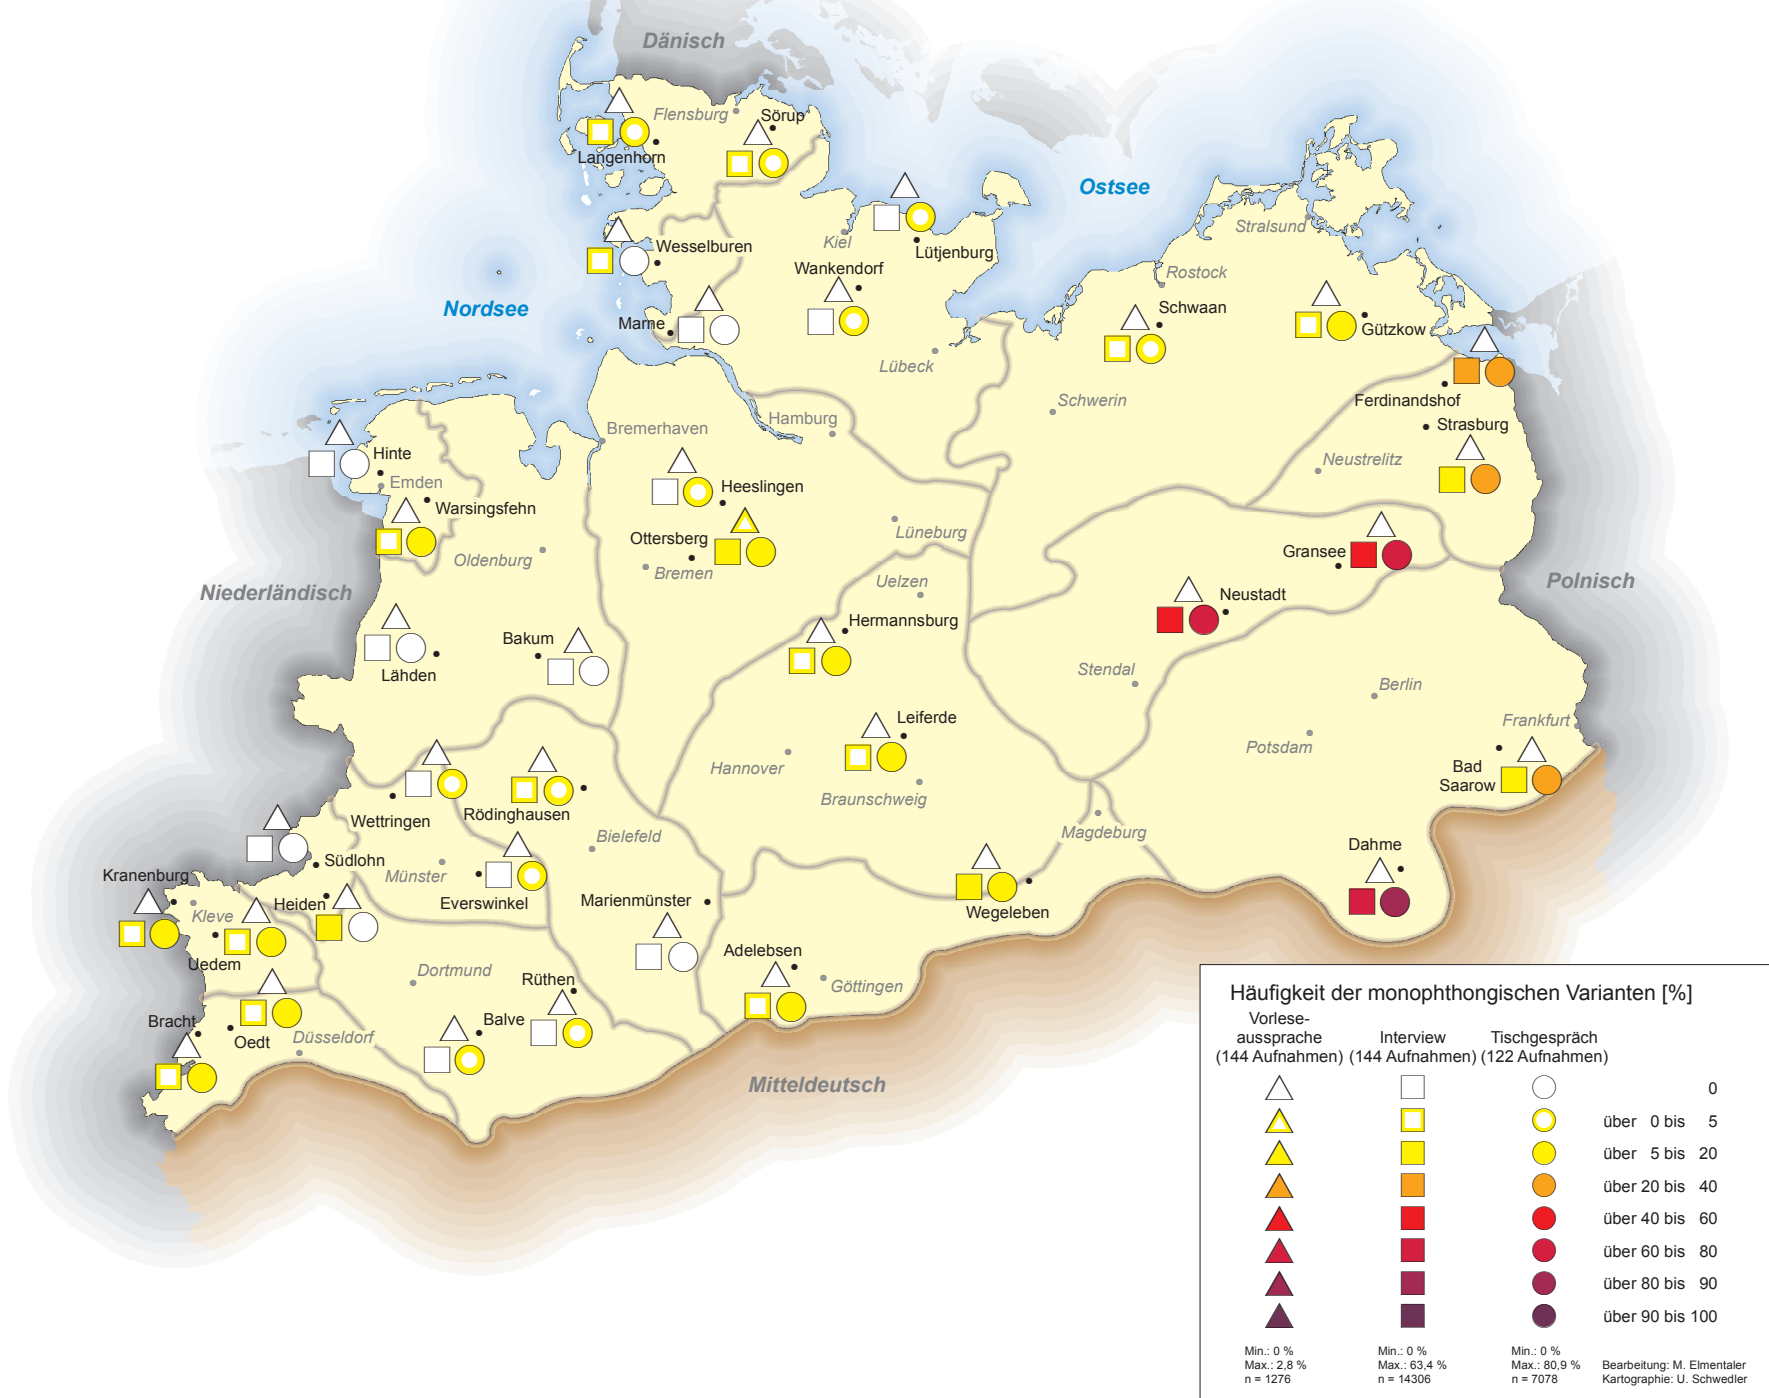 Dänisch
Flensburg
Sörup
Langenhorn
Ostsee
Stralsund
Kiel
Wesselburen
Lütjenburg
Wankendorf
Rostock
Nordsee
Schwaan
Marne
Gützkow
Lübeck
Schwerin
Ferdinandshof
Hamburg
Bremerhaven
Strasburg
Hinte
Neustrelitz
Emden
Heeslingen
Warsingsfehn
Lüneburg
Ottersberg
Gransee
Oldenburg
Bremen
Uelzen
Polnisch
Niederländisch
Neustadt
Hermannsburg
Bakum
Lähden
Stendal
Berlin
Leiferde
Frankfurt
Potsdam
Hannover
Bad
Saarow
Braunschweig
Rödinghausen
Wettringen
Bielefeld
Magdeburg
Dahme
Südlohn
Kranenburg
Münster
Heiden
Everswinkel
Marienmünster
Kleve
Wegeleben
Adelebsen
Uedem
Dortmund
Rüthen
Göttingen
Bracht
Balve
Oedt
Düsseldorf
Mitteldeutsch
Häufigkeit der monophthongischen Varianten [%]
Vorlese-
aussprache
(144 Aufnahmen)
Interview
(144 Aufnahmen)
Tischgespräch
(122 Aufnahmen)
0
über 0 bis 5
über 5 bis 20
über 20 bis 40
über 40 bis 60
über 60 bis 80
über 80 bis 90
über 90 bis 100
Min.: 0 %
Max.: 2,8 %
n = 1276
Min.: 0 %
Max.: 63,4 %
n = 14306
Min.: 0 %
Max.: 80,9 %
n = 7078
Bearbeitung: M. Elmentaler
Kartographie: U. Schwedler